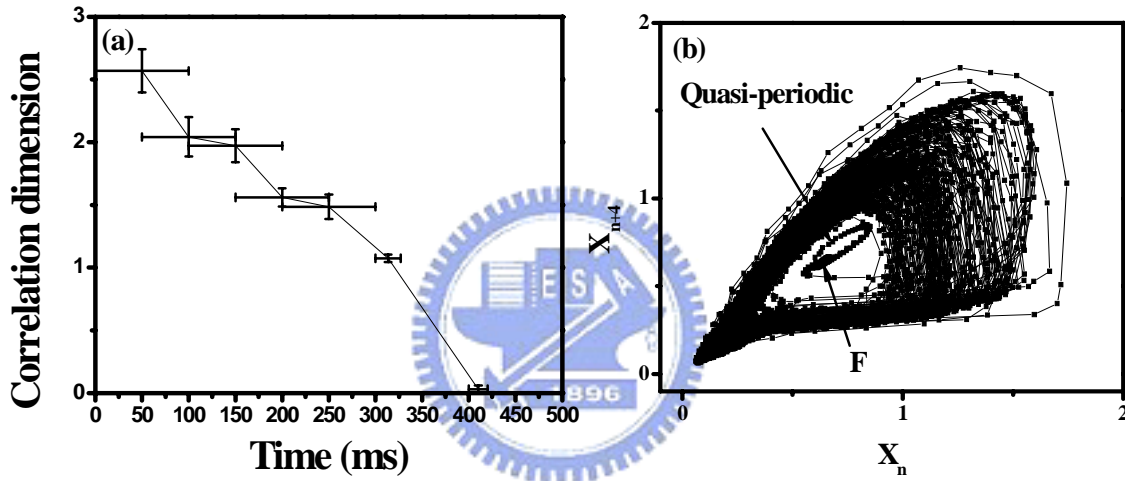 (a)
Correlation dimension
3
2
1
0
0 50 100 150 200 250 300 350 400 450 500
Time (ms)
(b)
Quasi-periodic
F
X n+4
2
1
0
0 1 2
X n
E S A
1896